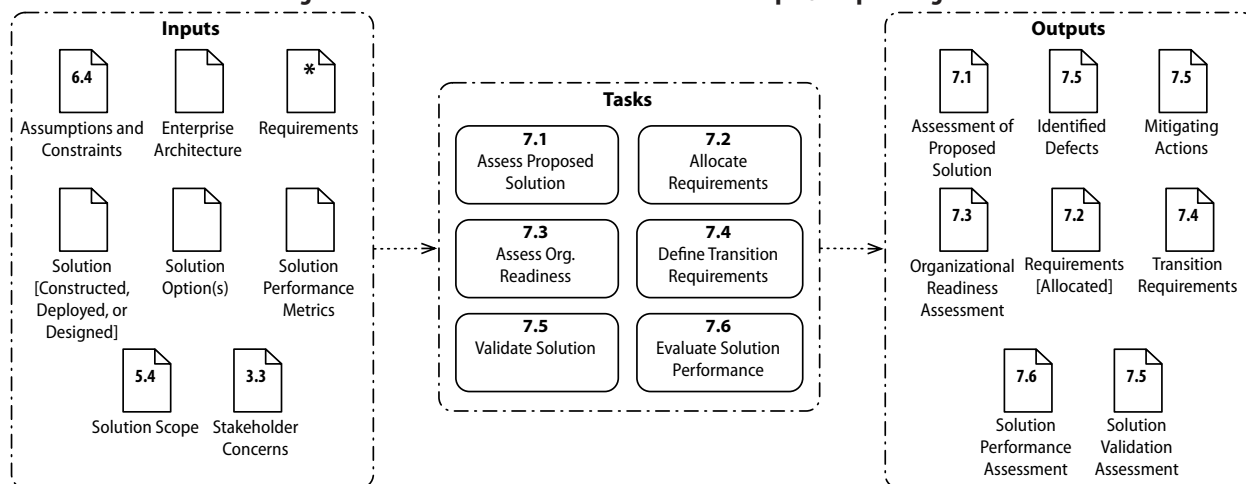 Inputs
6.4
Assumptions and
Constraints
Enterprise
Architecture
*
Requirements
Solution
[Constructed,
Deployed, or
Designed]
Solution
Option(s)
Solution
Performance
Metrics
5.4
Solution Scope
3.3
Stakeholder
Concerns
Tasks
7.1
Assess Proposed
Solution
7.2
Allocate
Requirements
7.3
Assess Org.
Readiness
7.4
Define Transition
Requirements
7.5
Validate Solution
7.6
Evaluate Solution
Performance
Outputs
7.1
Assessment of
Proposed
Solution
7.5
Identified
Defects
7.5
Mitigating
Actions
7.3
Organizational
Readiness
Assessment
7.2
Requirements
[Allocated]
7.4
Transition
Requirements
7.6
Solution
Performance
Assessment
7.5
Solution
Validation
Assessment